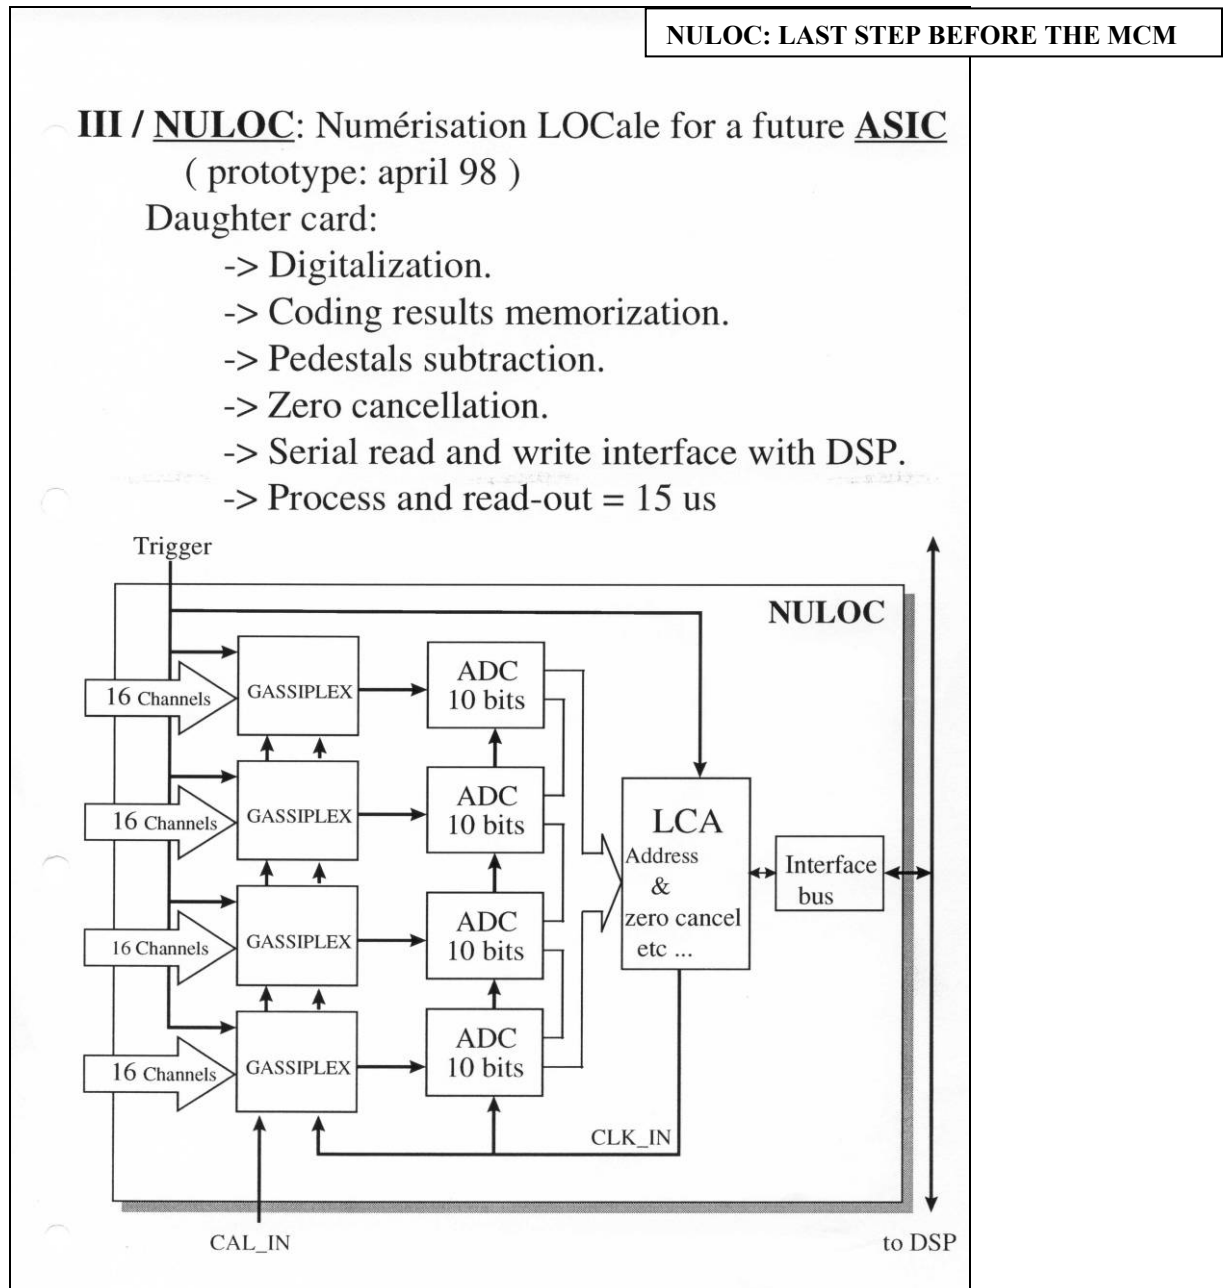 NULOC: LAST STEP BEFORE THE MCM
III / NULOC: Numérisation LOCale for a future ASIC
( prototype: april 98 )
Daughter card:
-> Digitalization.
-> Coding results memorization.
-> Pedestals subtraction.
-> Zero cancellation.
-> Serial read and write interface with DSP.
-> Process and read-out = 15 us
Trigger
NULOC
16 Channels
GASSIPLEX
ADC
10 bits
16 Channels
GASSIPLEX
ADC
10 bits
LCA
Address
&
zero cancel
etc ...
Interface
bus
16 Channels
GASSIPLEX
ADC
10 bits
16 Channels
GASSIPLEX
ADC
10 bits
CLK_IN
CAL_IN
to DSP